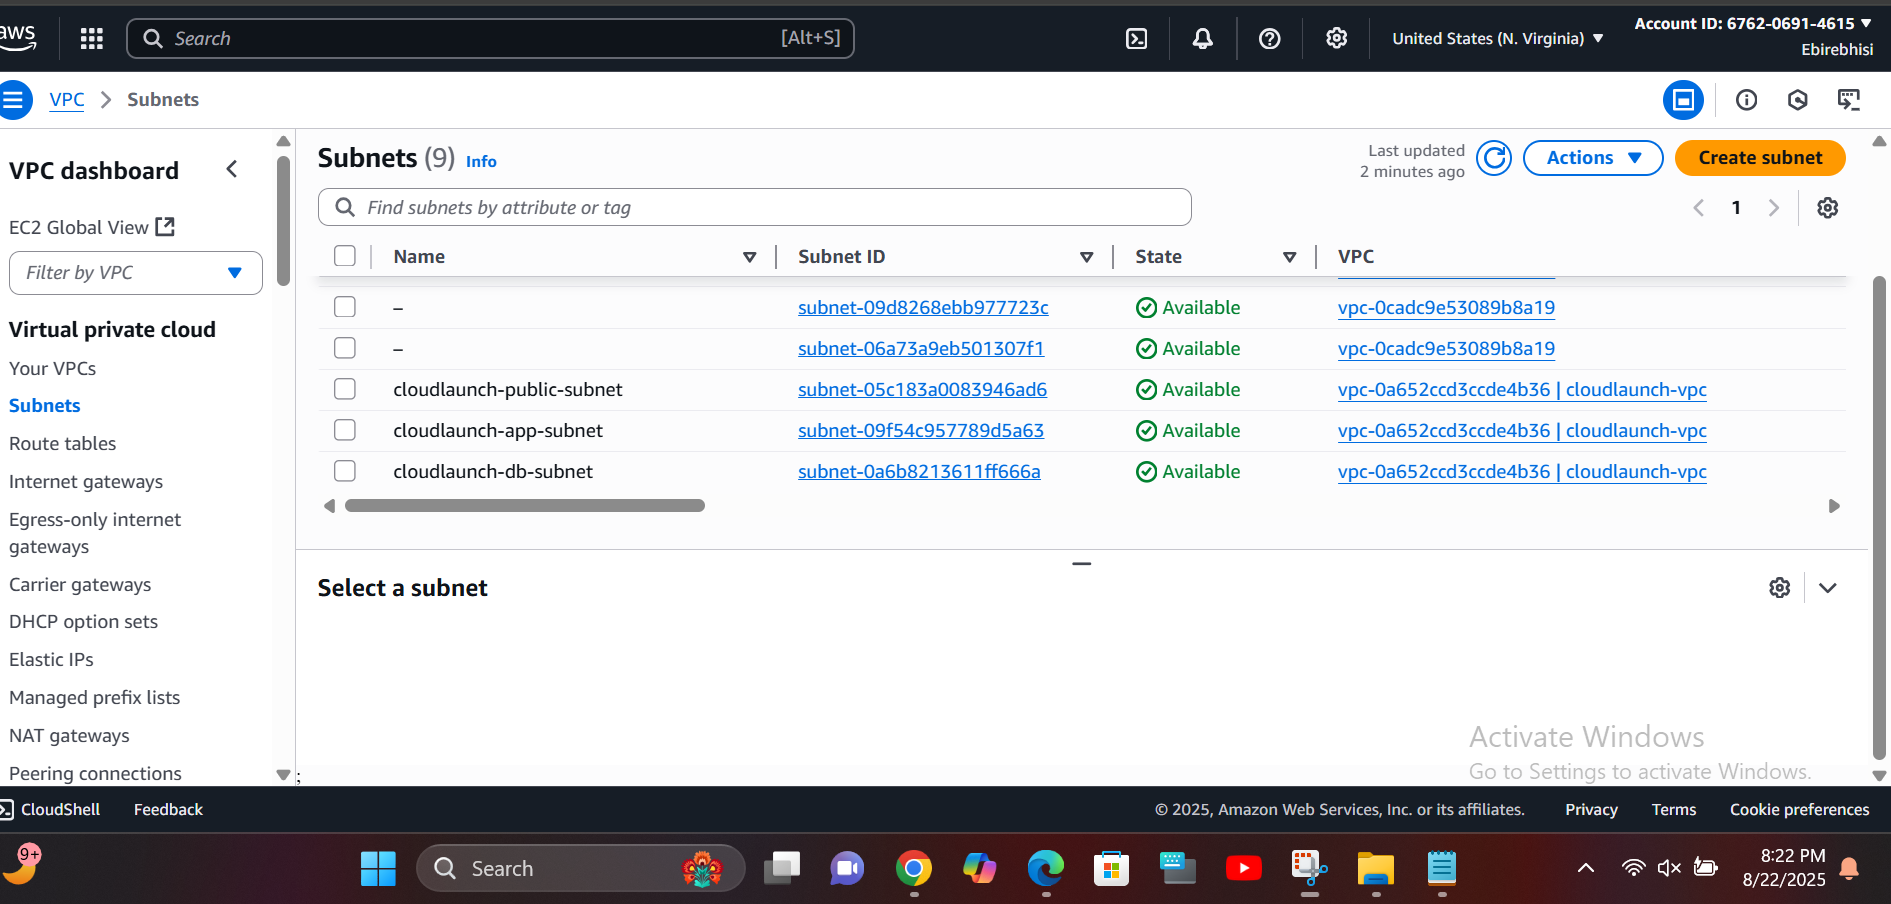 aws
Search
[Alt+S]
United States (N. Virginia)
Account ID: 6762-0691-4615
Ebirebhisi
VPC
Subnets
VPC dashboard
EC2 Global View
Filter by VPC
Virtual private cloud
Your VPCs
Subnets
Route tables
Internet gateways
Egress-only internet
gateways
Carrier gateways
DHCP option sets
Elastic IPs
Managed prefix lists
NAT gateways
Peering connections
Subnets (9) Info
Last updated
2 minutes ago
Actions
Create subnet
Find subnets by attribute or tag
1
Name Subnet ID State VPC
– subnet-09d8268ebb977723c Available vpc-0cadc9e53089b8a19
– subnet-06a73a9eb501307f1 Available vpc-0cadc9e53089b8a19
cloudlaunch-public-subnet subnet-05c183a0083946ad6 Available vpc-0a652ccd3ccde4b36 | cloudlaunch-vpc
cloudlaunch-app-subnet subnet-09f54c957789d5a63 Available vpc-0a652ccd3ccde4b36 | cloudlaunch-vpc
cloudlaunch-db-subnet subnet-0a6b8213611ff666a Available vpc-0a652ccd3ccde4b36 | cloudlaunch-vpc
Select a subnet
Activate Windows
Go to Settings to activate Windows.
;
CloudShell Feedback © 2025, Amazon Web Services, Inc. or its affiliates. Privacy Terms Cookie preferences
9+
Search
8:22 PM
8/22/2025